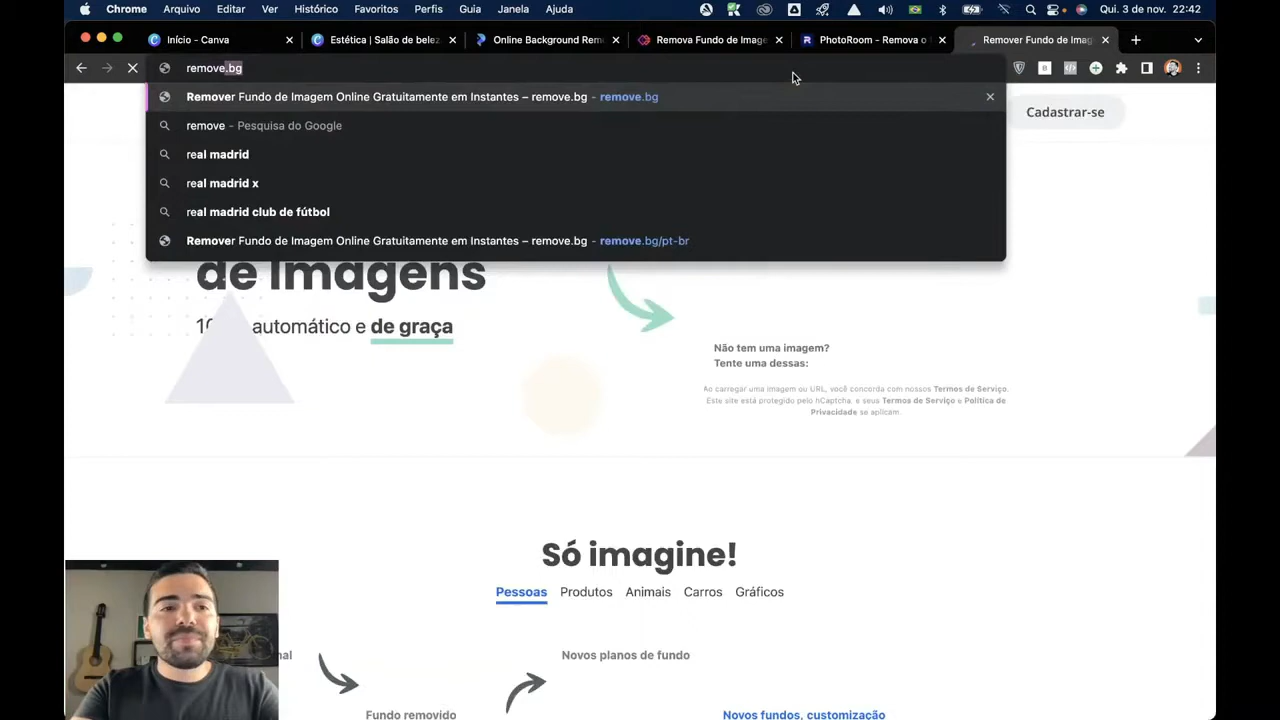 Chrome Arquivo Editar Ver Histórico Favoritos Perfis Guia Janela Ajuda Qui. 3 de nov. 22:42
Início - Canva
Estética | Salão de belez
Online Background Rem
Remova Fundo de Image
PhotoRoom - Remova o
Remover Fundo de Imag
remove.bg
Remover Fundo de Imagem Online Gratuitamente em Instantes – remove.bg - remove.bg
remove - Pesquisa do Google
real madrid
real madrid x
real madrid club de fútbol
Remover Fundo de Imagem Online Gratuitamente em Instantes – remove.bg - remove.bg/pt-br
Cadastrar-se
de Imagens
automático e de graça
Não tem uma imagem?
Tente uma dessas:
Ao carregar uma imagem ou URL, você concorda com nossos Termos de Serviço.
Este site está protegido pelo hCaptcha. e seus Termos de Serviço e Política de
Privacidade se aplicam.
Só imagine!
Pessoas Produtos Animais Carros Gráficos
Novos planos de fundo
Fundo removido
Novos fundos, customização